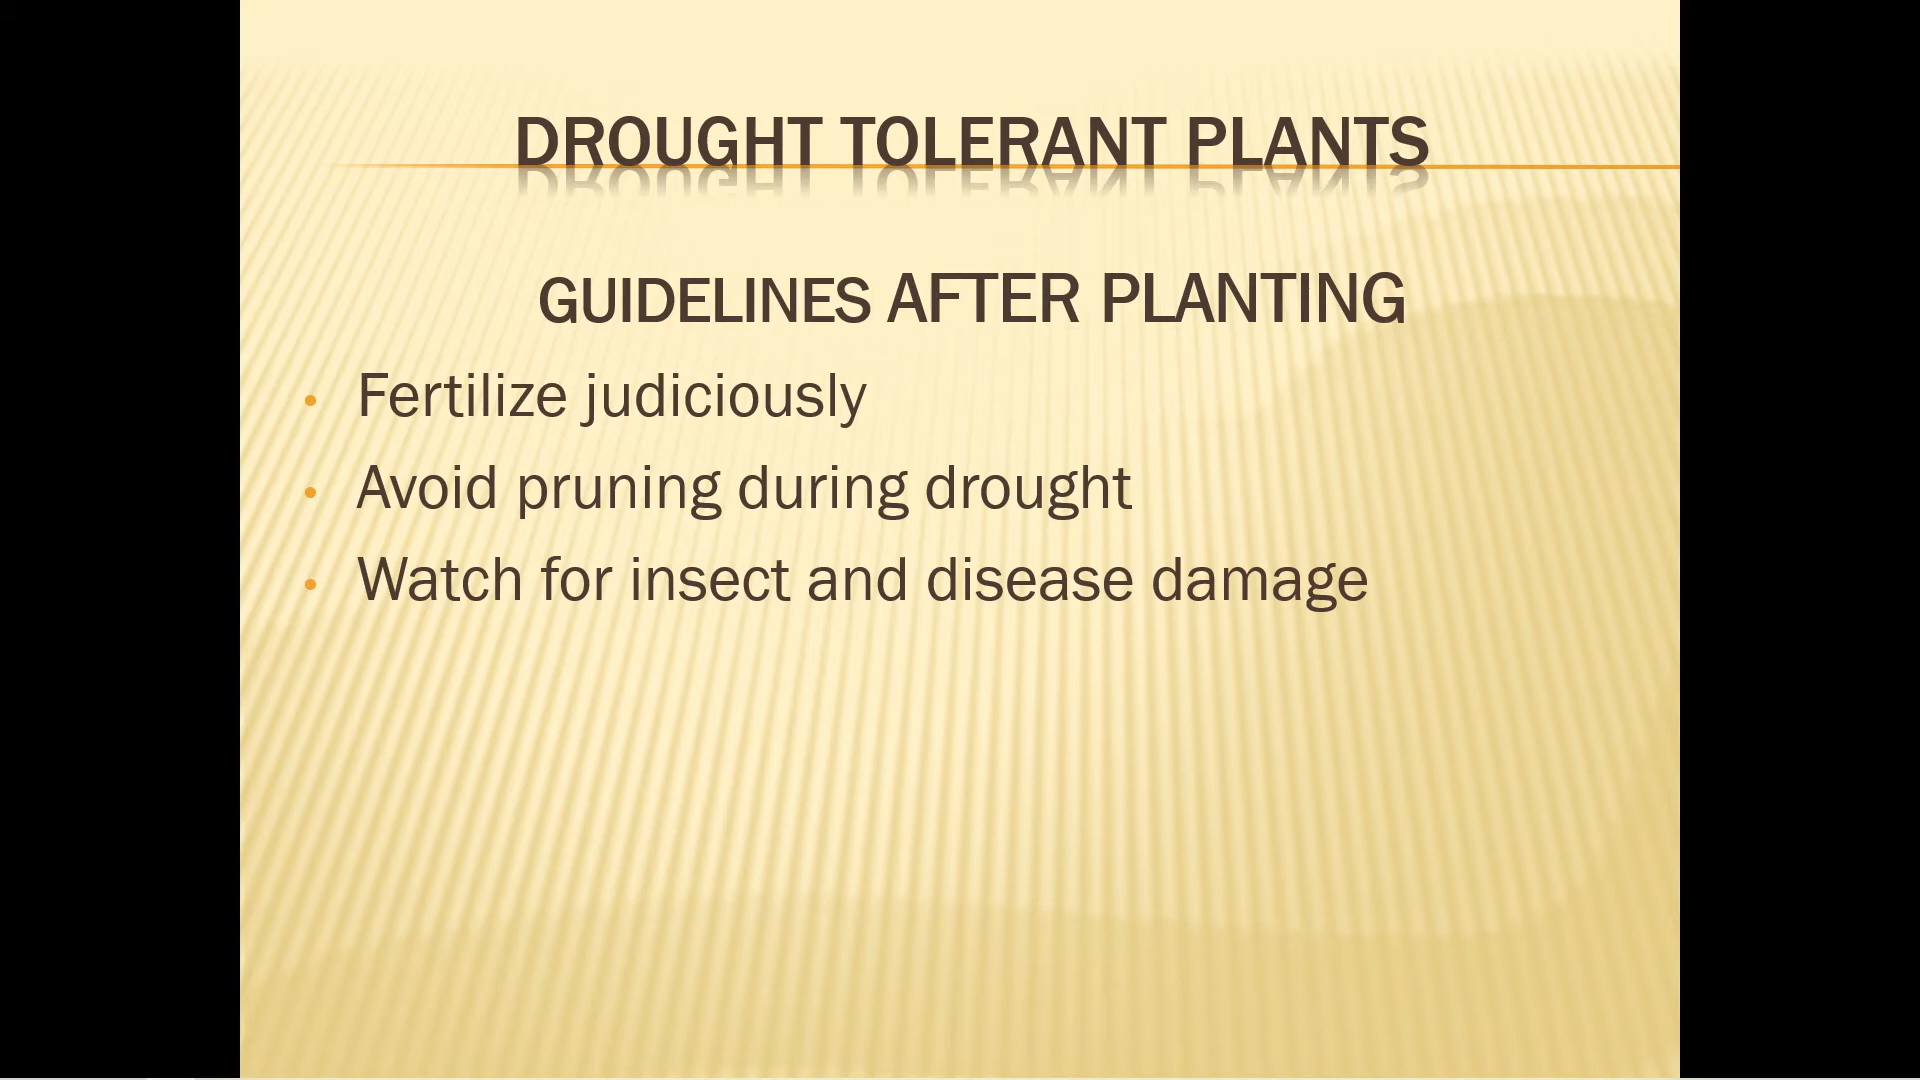 DROUGHT TOLERANT PLANTS
GUIDELINES AFTER PLANTING
• Fertilize judiciously
• Avoid pruning during drought
• Watch for insect and disease damage